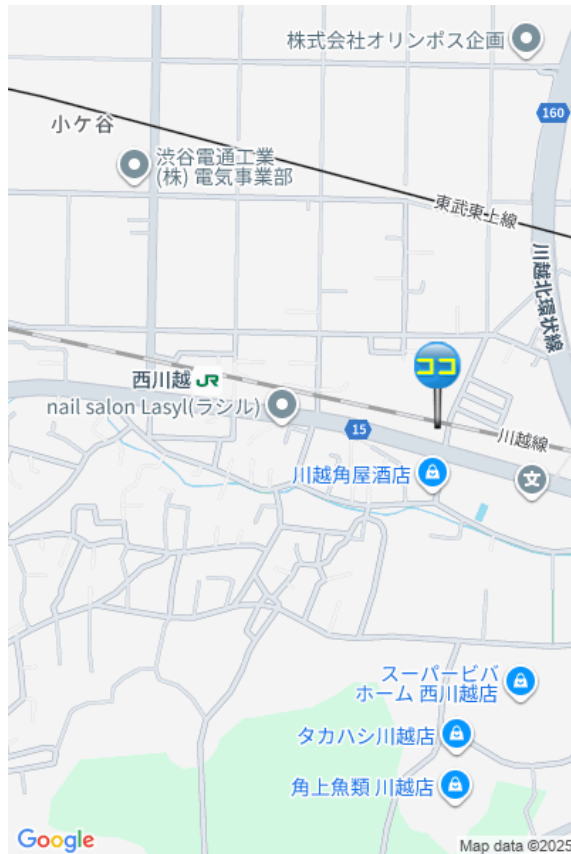 株式会社オリンポス企画
160
小ケ谷
渋谷電通工業
(株) 電気事業部
東武東上線
川越北環状線
西川越 JR
ココ
nail salon Lasyl(ラシル)
15
川越線
川越角屋酒店
文
スーパービバ
ホーム 西川越店
タカハシ川越店
角上魚類 川越店
Google
Map data ©2025